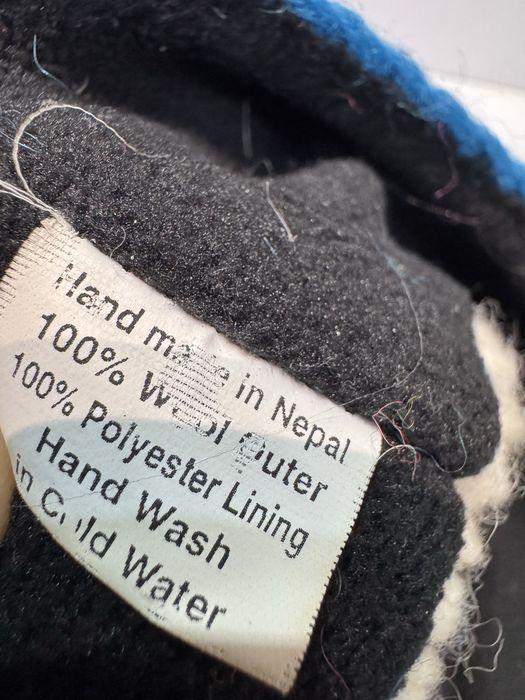 Hand made in Nepal
100% Wool Outer
100% Polyester Lining
Hand Wash
in Cold Water